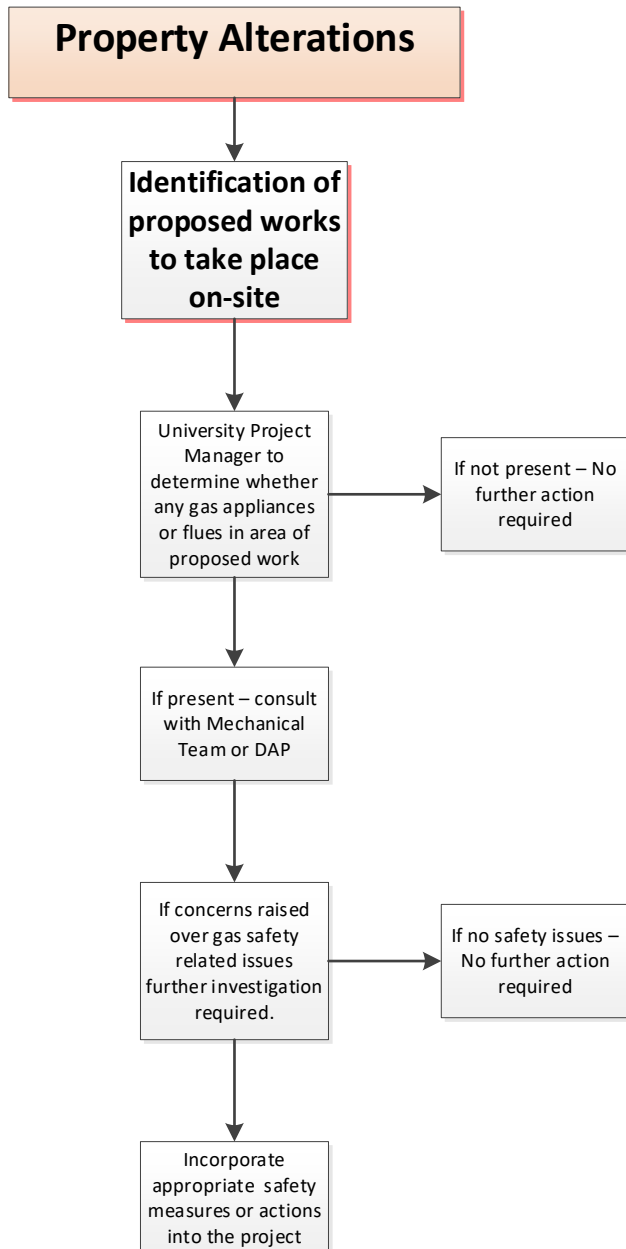 Property Alterations
Identification of
proposed works
to take place
on-site
University Project
Manager to
determine whether
any gas appliances
or flues in area of
proposed work
If not present – No
further action
required
If present – consult
with Mechanical
Team or DAP
If concerns raised
over gas safety
related issues
further investigation
required.
If no safety issues –
No further action
required
Incorporate
appropriate safety
measures or actions
into the project